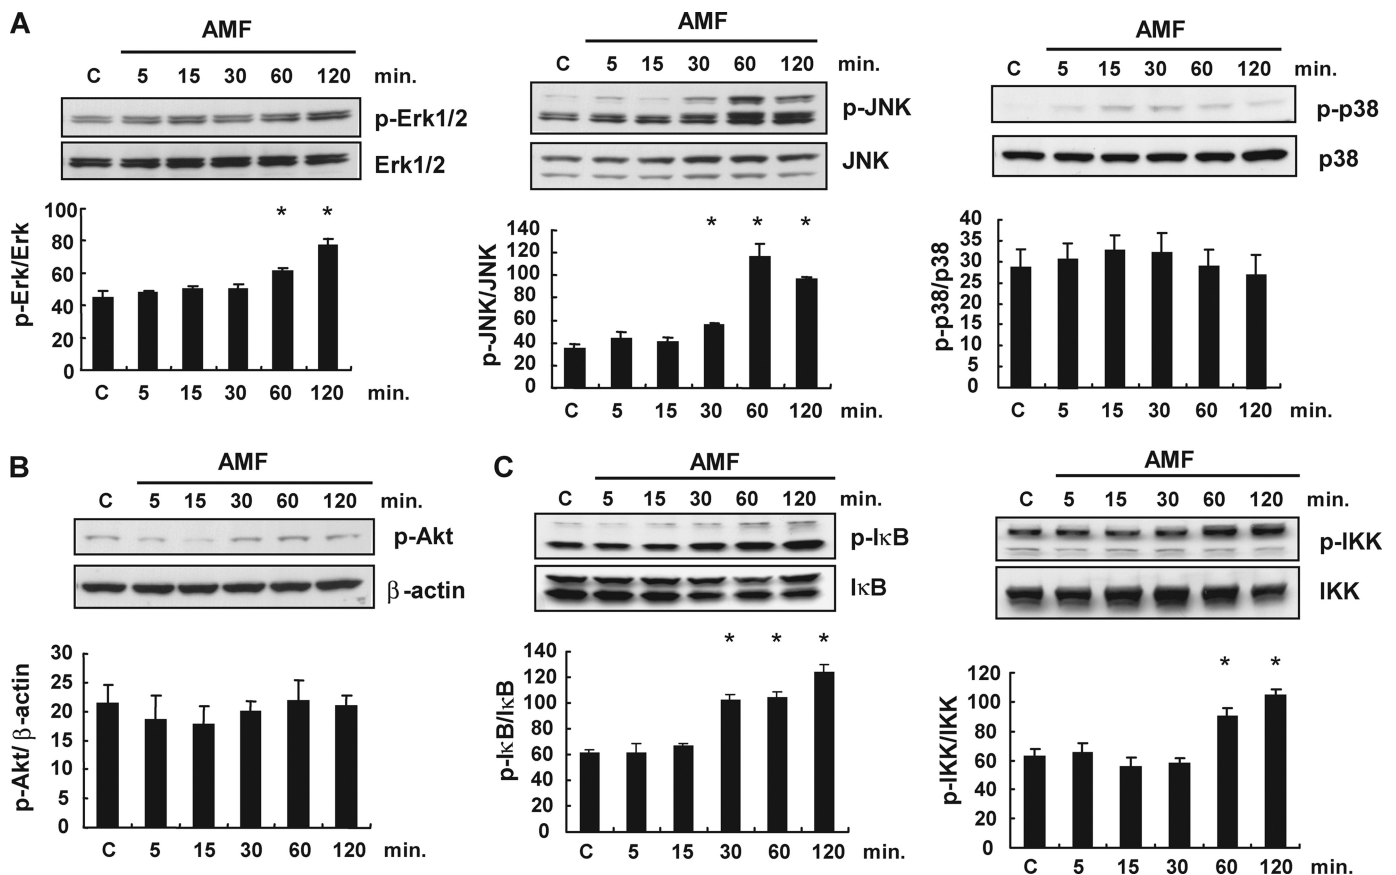 A
AMF
C 5 15 30 60 120 min.
p-Erk1/2
Erk1/2
p-Erk/Erk
100
80
60
40
20
0
* *
C 5 15 30 60 120 min.
AMF
C 5 15 30 60 120 min.
p-JNK
JNK
p-JNK/JNK
140
120
100
80
60
40
20
0
* * *
C 5 15 30 60 120 min.
AMF
C 5 15 30 60 120 min.
p-p38
p38
p-p38/p38
40
35
30
25
20
15
10
5
0
C 5 15 30 60 120 min.
B
AMF
C 5 15 30 60 120 min.
p-Akt
β-actin
p-Akt/β-actin
30
25
20
15
10
5
0
C 5 15 30 60 120 min.
C
AMF
C 5 15 30 60 120 min.
p-IκB
IκB
p-IκB/IκB
140
120
100
80
60
40
20
0
* * *
C 5 15 30 60 120 min.
AMF
C 5 15 30 60 120 min.
p-IKK
IKK
p-IKK/IKK
120
100
80
60
40
20
0
* *
C 5 15 30 60 120 min.